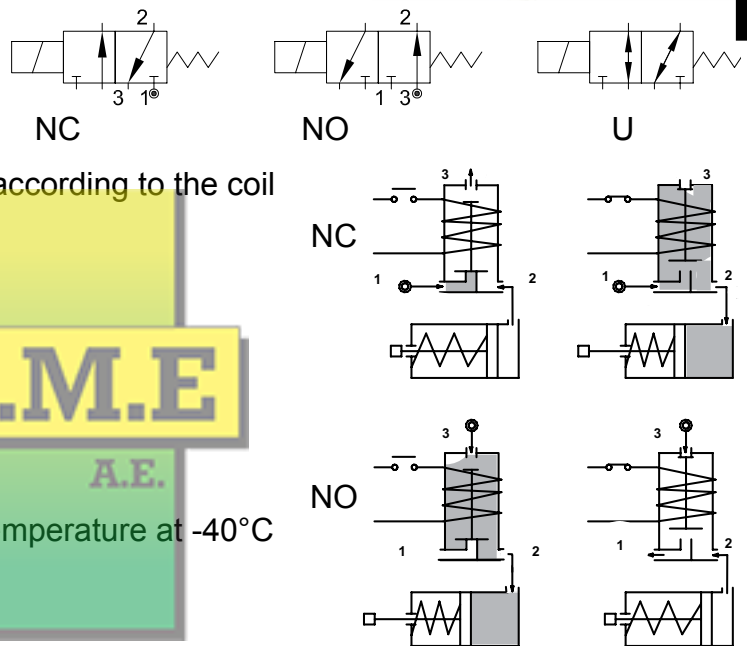 2 2
3 1 1 3
NC NO U
according to the coil
3 3
NC
1 2 1 2
.M.E
A.E.
3 3
NO
temperature at -40°C
1 2 1 2